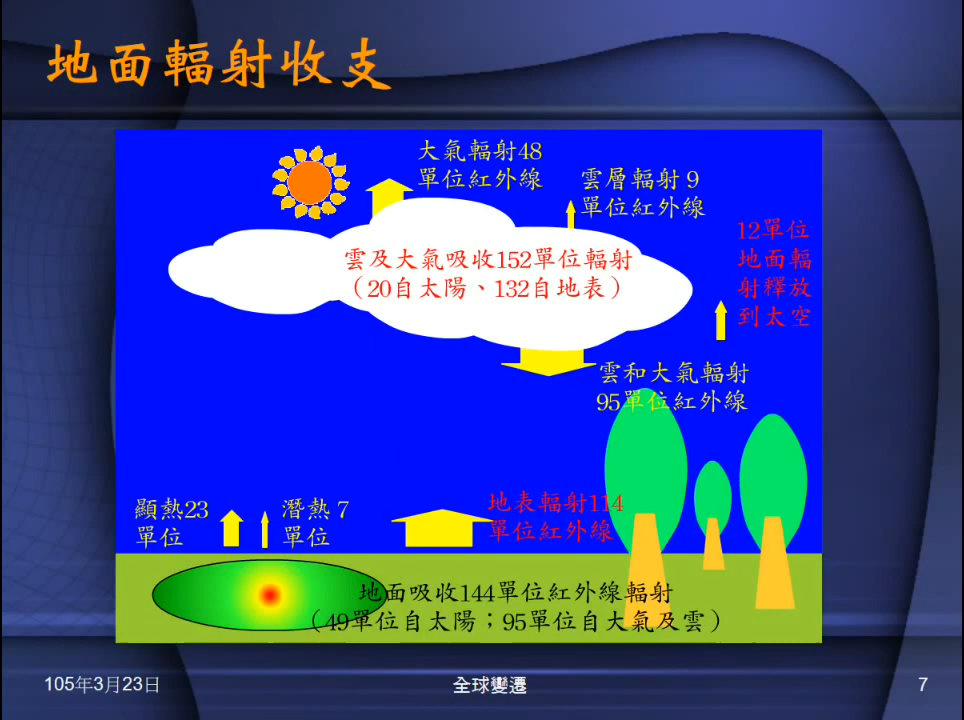 地面輻射收支
大氣輻射48
單位紅外線
雲層輻射 9
單位紅外線
12單位
地面輻
射釋放
到太空
雲及大氣吸收152單位輻射
（20自太陽、132自地表）
雲和大氣輻射
95單位紅外線
顯熱23
單位
潛熱 7
單位
地表輻射114
單位紅外線
地面吸收144單位紅外線輻射
（49單位自太陽；95單位自大氣及雲）
105年3月23日
全球變遷
7